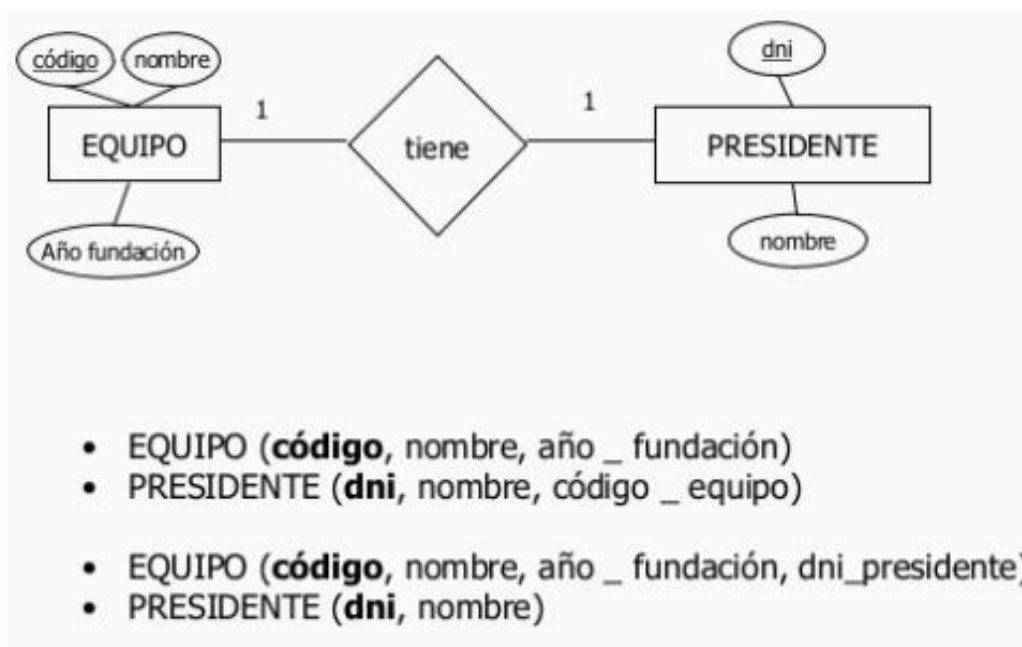 código nombre
dni
1
1
EQUIPO
tiene
PRESIDENTE
Año fundación
nombre
• EQUIPO (código, nombre, año _ fundación)
• PRESIDENTE (dni, nombre, código _ equipo)
• EQUIPO (código, nombre, año _ fundación, dni_presidente)
• PRESIDENTE (dni, nombre)